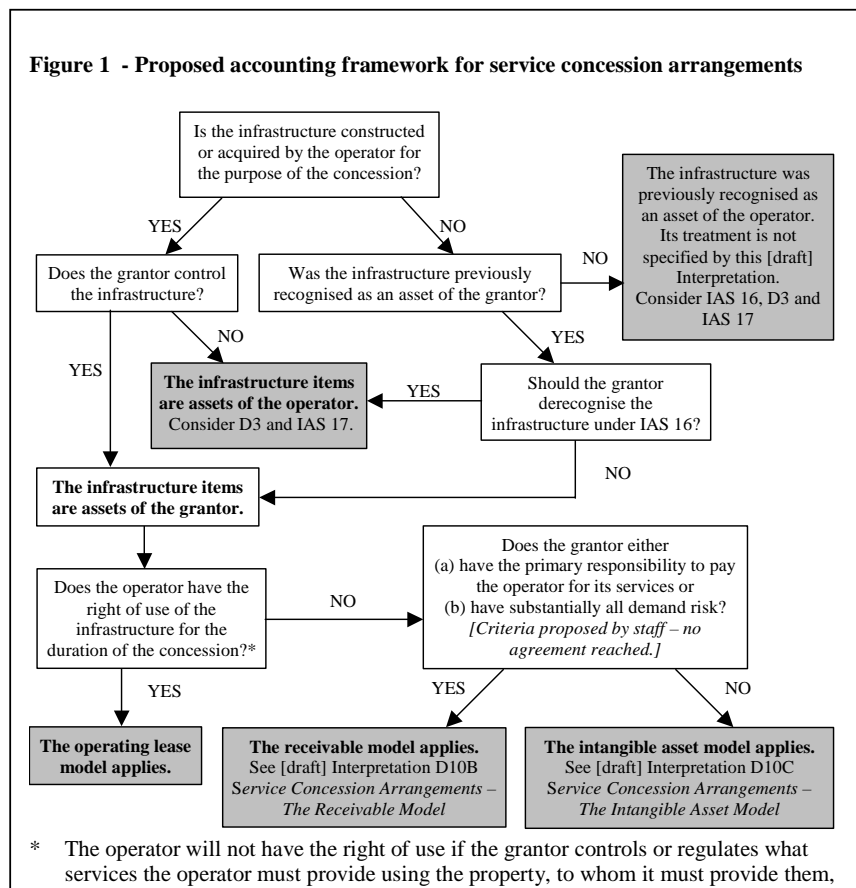 Figure 1 - Proposed accounting framework for service concession arrangements
Is the infrastructure constructed
or acquired by the operator for
the purpose of the concession?
The infrastructure was
previously recognised as
an asset of the operator.
Its treatment is not
specified by this [draft]
Interpretation.
Consider IAS 16, D3 and
IAS 17
YES
NO
Does the grantor control
the infrastructure?
Was the infrastructure previously
recognised as an asset of the grantor?
NO
YES
NO
YES
The infrastructure items
are assets of the operator.
Consider D3 and IAS 17.
YES
Should the grantor
derecognise the
infrastructure under IAS 16?
NO
The infrastructure items
are assets of the grantor.
Does the operator have the
right of use of the
infrastructure for the
duration of the concession?*
NO
Does the grantor either
(a) have the primary responsibility to pay
the operator for its services or
(b) have substantially all demand risk?
[Criteria proposed by staff – no
agreement reached.]
YES
YES
NO
The operating lease
model applies.
The receivable model applies.
See [draft] Interpretation D10B
Service Concession Arrangements –
The Receivable Model
The intangible asset model applies.
See [draft] Interpretation D10C
Service Concession Arrangements –
The Intangible Asset Model
* The operator will not have the right of use if the grantor controls or regulates what
services the operator must provide using the property, to whom it must provide them,